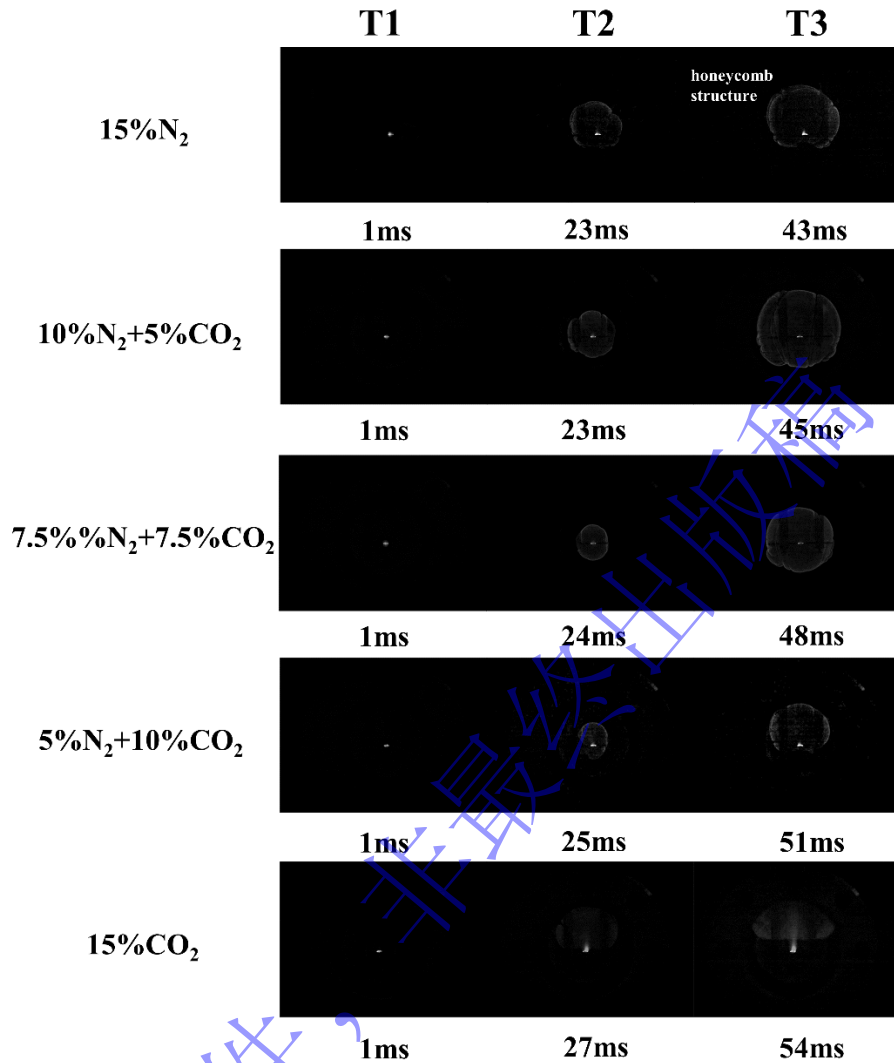 T1 T2 T3
honeycomb
structure
15%N₂
1ms 23ms 43ms
10%N₂+5%CO₂
1ms 23ms 45ms
7.5%%N₂+7.5%CO₂
1ms 24ms 48ms
5%N₂+10%CO₂
1ms 25ms 51ms
15%CO₂
1ms 27ms 54ms
件，非最终出版稿